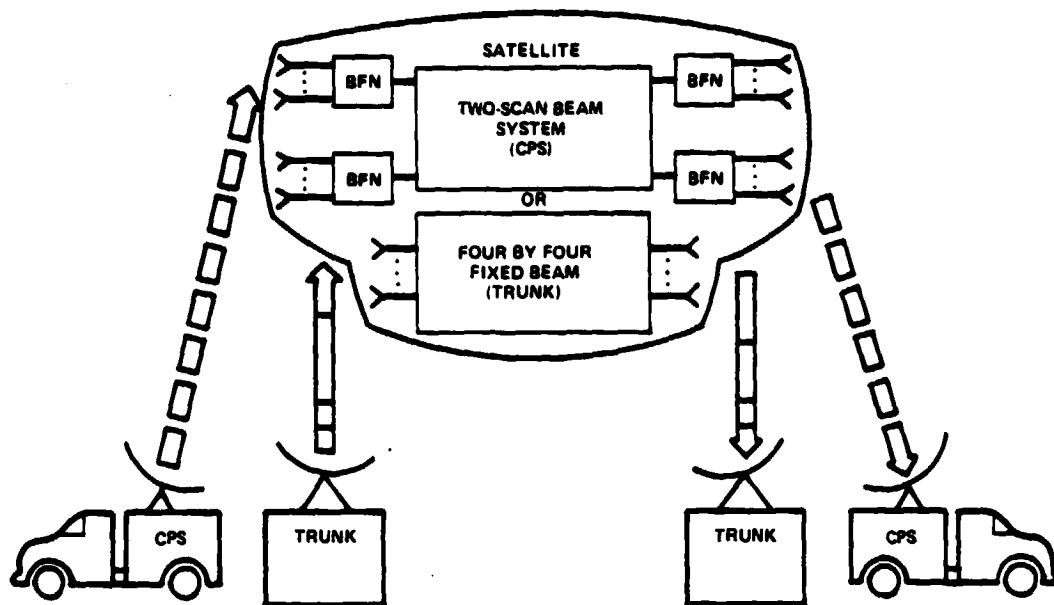 SATELLITE
BFN
BFN
TWO-SCAN BEAM
SYSTEM
(CPS)
BFN
BFN
OR
FOUR BY FOUR
FIXED BEAM
(TRUNK)
CPS
TRUNK
TRUNK
CPS